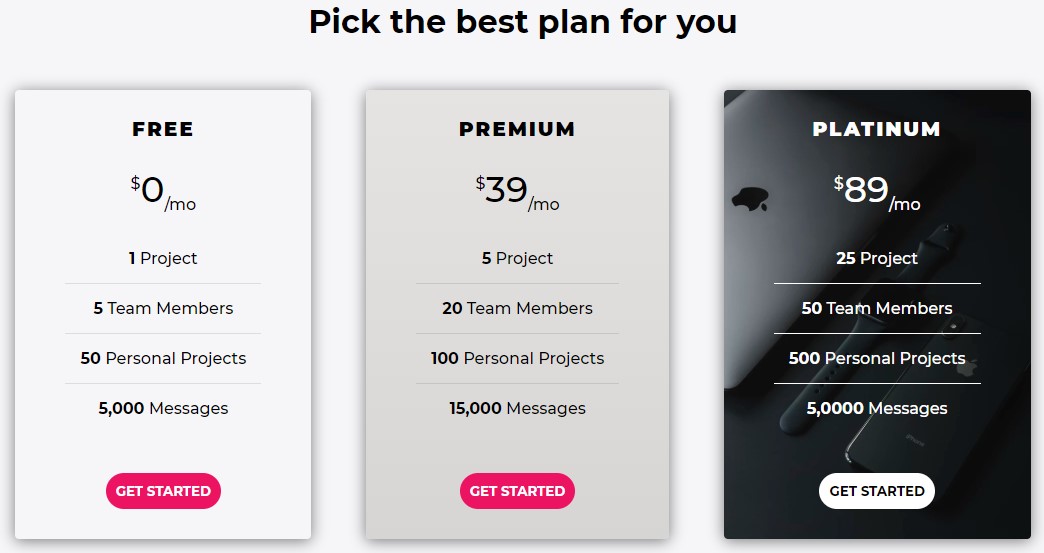 Pick the best plan for you
FREE
$0/mo
1 Project
5 Team Members
50 Personal Projects
5,000 Messages
GET STARTED
PREMIUM
$39/mo
5 Project
20 Team Members
100 Personal Projects
15,000 Messages
GET STARTED
PLATINUM
$89/mo
25 Project
50 Team Members
500 Personal Projects
5,0000 Messages
iPhone
GET STARTED